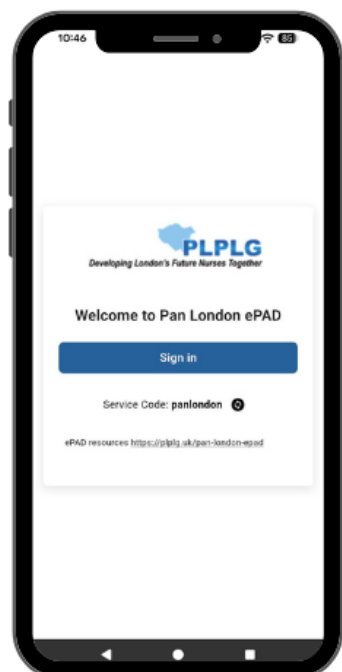 10:46
85
PLPLG
Developing London's Future Nurses Together
Welcome to Pan London ePAD
Sign in
Service Code: panlondon
ePAD resources https://plplg.uk/pan-london-epad